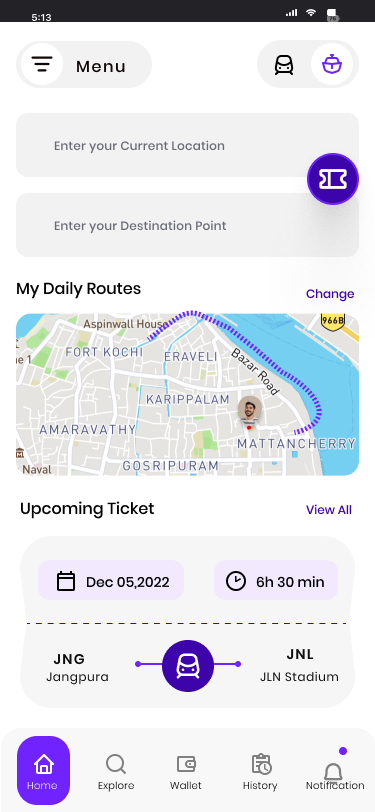 5:13
Menu
Enter your Current Location
Enter your Destination Point
My Daily Routes
Change
966B
Aspinwall House
e 1
FORT KOCHI
ERAVELI
Bazar Road
KARIPPALAM
AMARAVATHY
MATTANCHERRY
Naval
GOSRIPURAM
Upcoming Ticket
View All
Dec 05,2022
6h 30 min
JNG
JNL
Jangpura
JLN Stadium
Home
Explore
Wallet
History
Notification